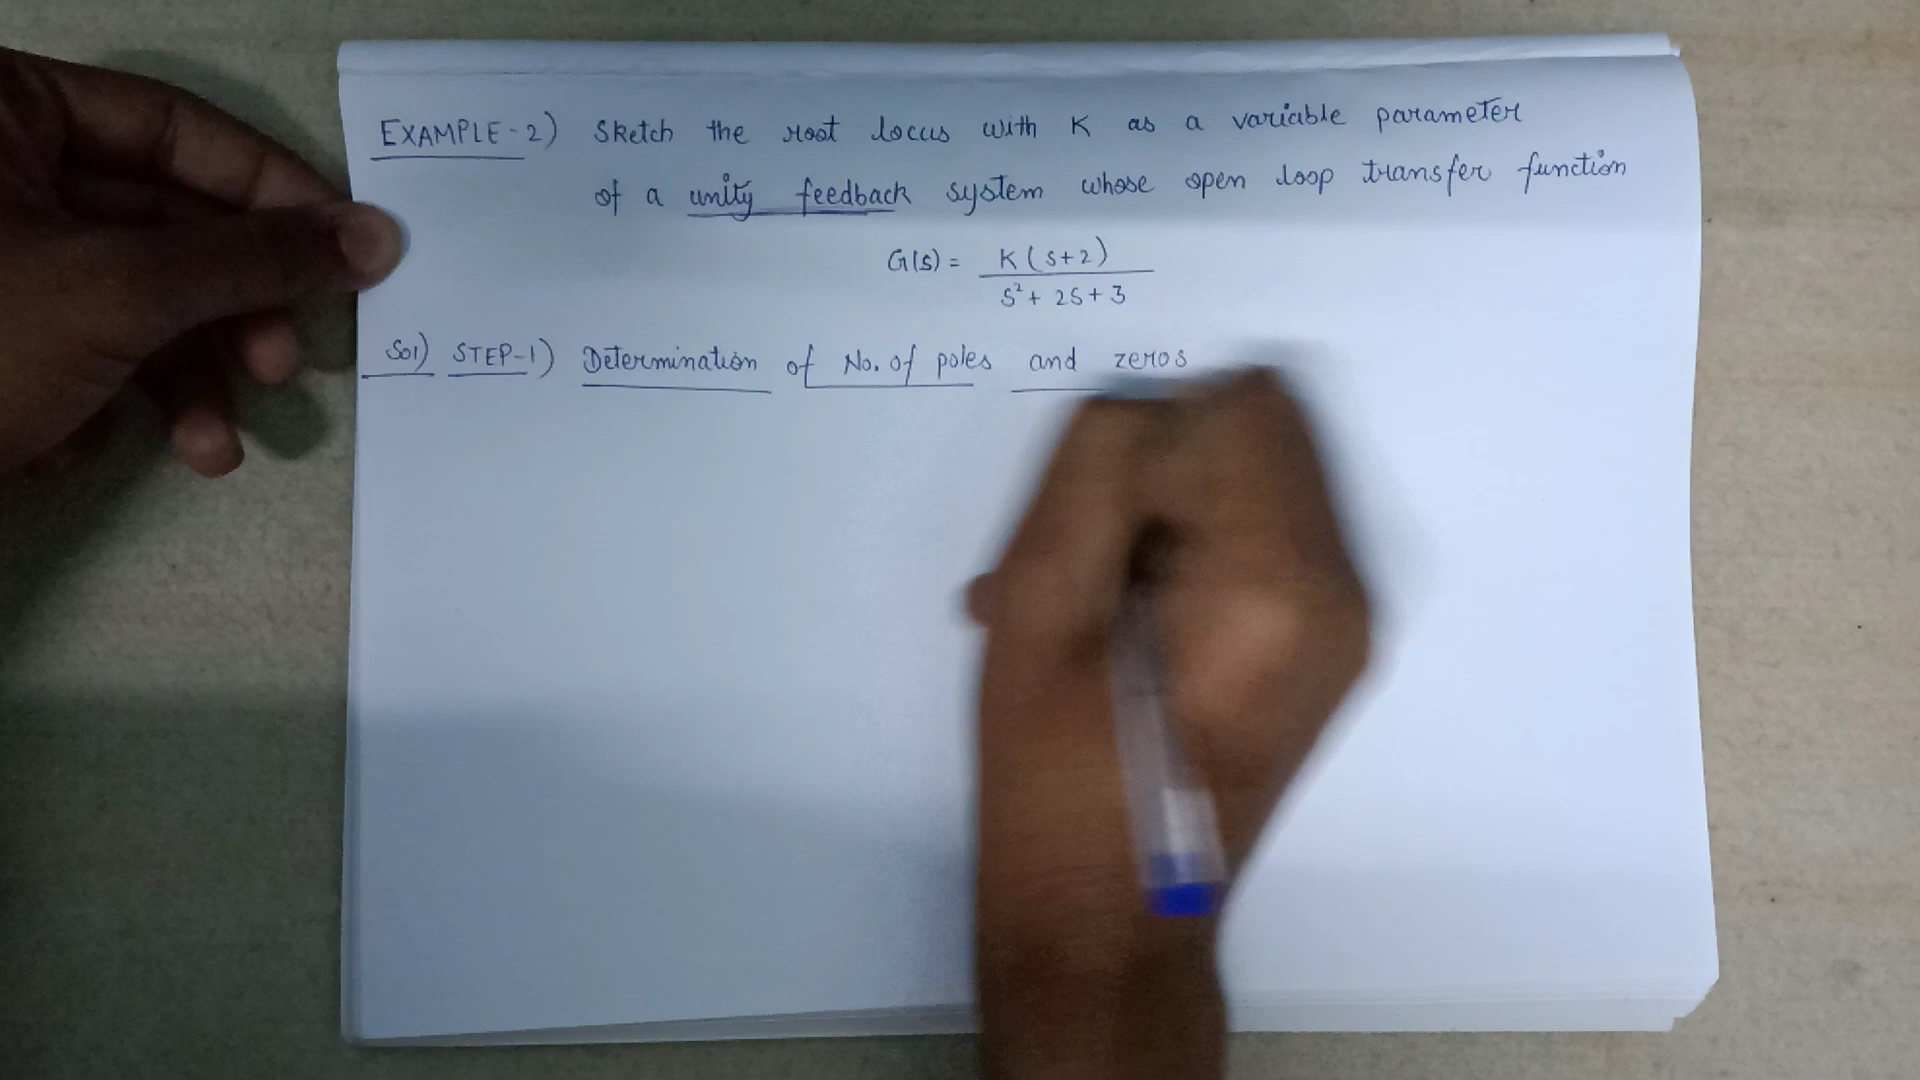 EXAMPLE-2) Sketch the root locus with K as a variable parameter
of a unity feedback system whose open loop transfer function
G(s) = K(s+2)
s²+ 2s+3
Sol) STEP-1) Determination of No. of poles and zeros